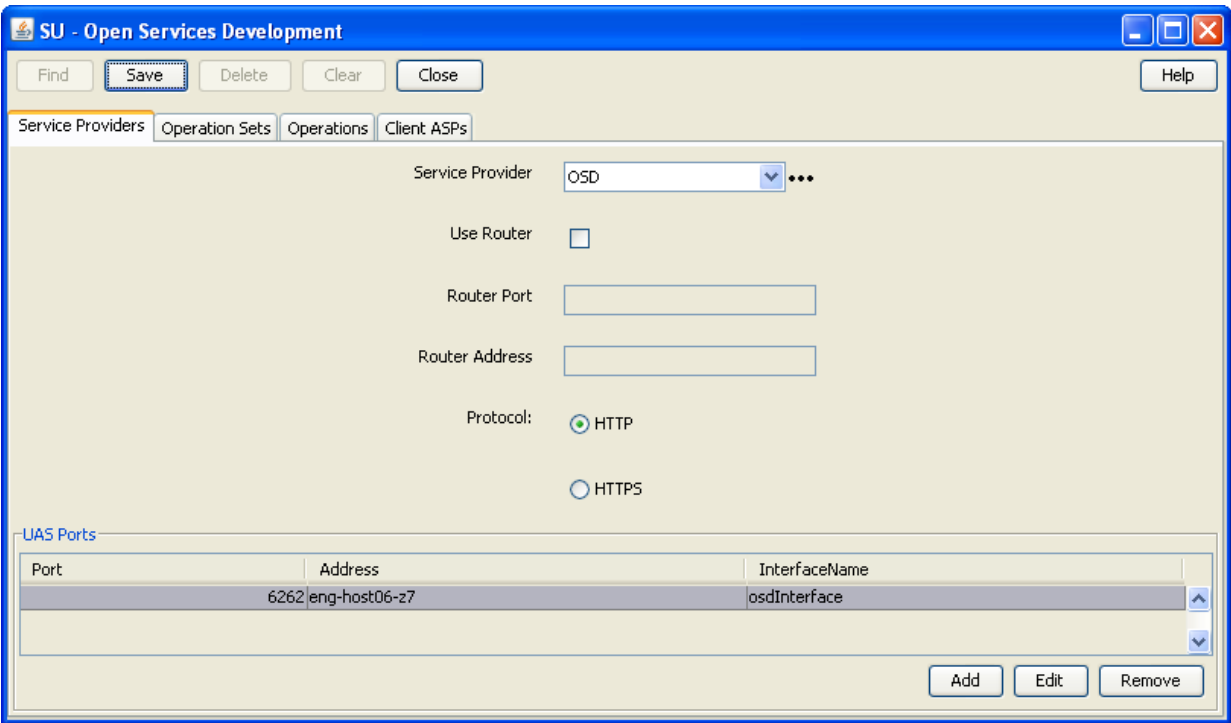 SU - Open Services Development
Find Save Delete Clear Close Help
Service Providers Operation Sets Operations Client ASPs
Service Provider OSD
Use Router
Router Port
Router Address
Protocol: HTTP
HTTPS
UAS Ports
Port Address InterfaceName
6262 eng-host06-z7 osdInterface
Add Edit Remove